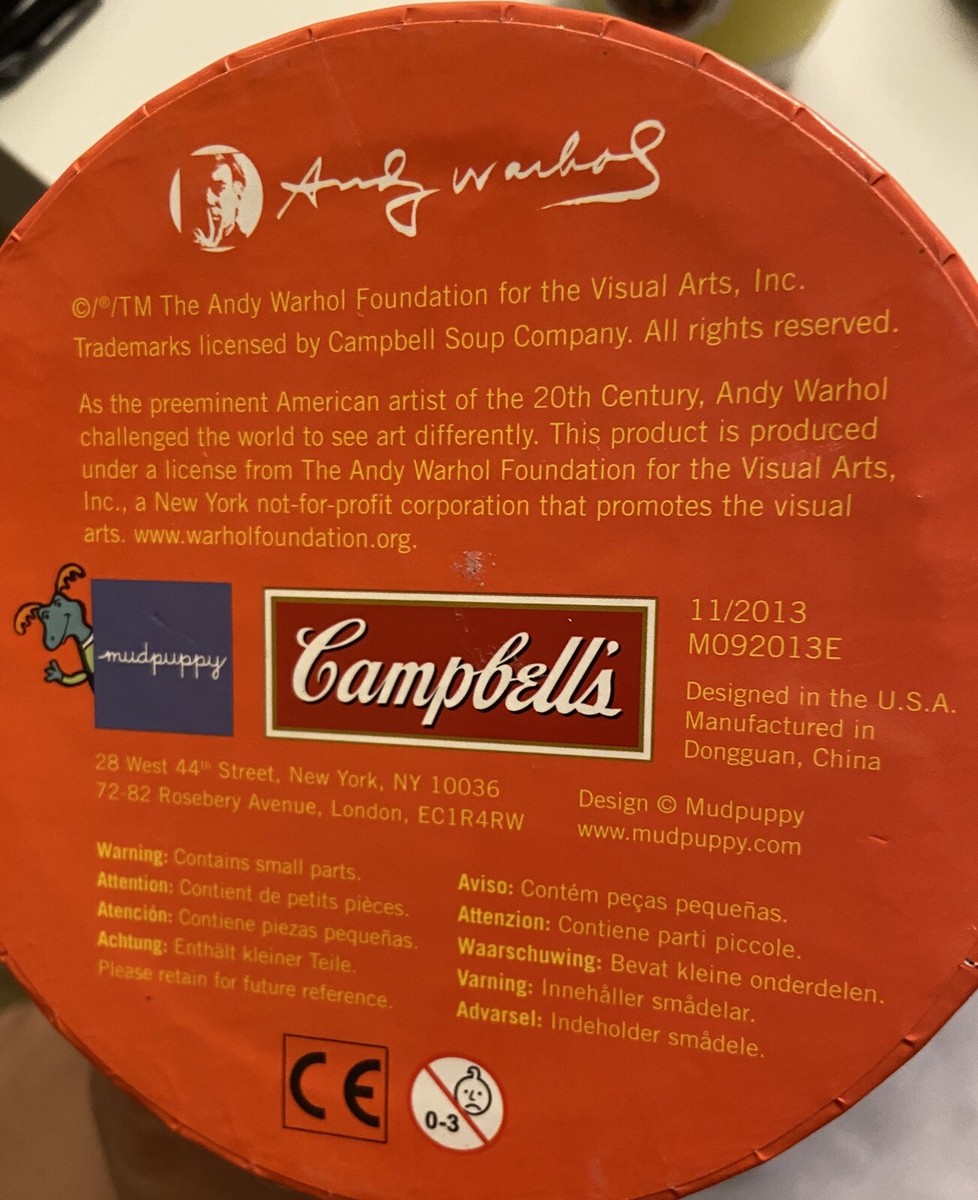 Andy Warhol
©/®/TM The Andy Warhol Foundation for the Visual Arts, Inc.
Trademarks licensed by Campbell Soup Company. All rights reserved.
As the preeminent American artist of the 20th Century, Andy Warhol
challenged the world to see art differently. This product is produced
under a license from The Andy Warhol Foundation for the Visual Arts,
Inc., a New York not-for-profit corporation that promotes the visual
arts. www.warholfoundation.org.
mudpuppy
Campbell's
11/2013
M092013E
Designed in the U.S.A.
Manufactured in
Dongguan, China
28 West 44th Street, New York, NY 10036
72-82 Rosebery Avenue, London, EC1R4RW
Design © Mudpuppy
www.mudpuppy.com
Warning: Contains small parts.
Attention: Contient de petits pièces.
Atención: Contiene piezas pequeñas.
Achtung: Enthält kleiner Teile.
Please retain for future reference.
Aviso: Contém peças pequeñas.
Attenzion: Contiene parti piccole.
Waarschuwing: Bevat kleine onderdelen.
Varning: Innehåller smådelar.
Advarsel: Indeholder smådele.
CE
0-3